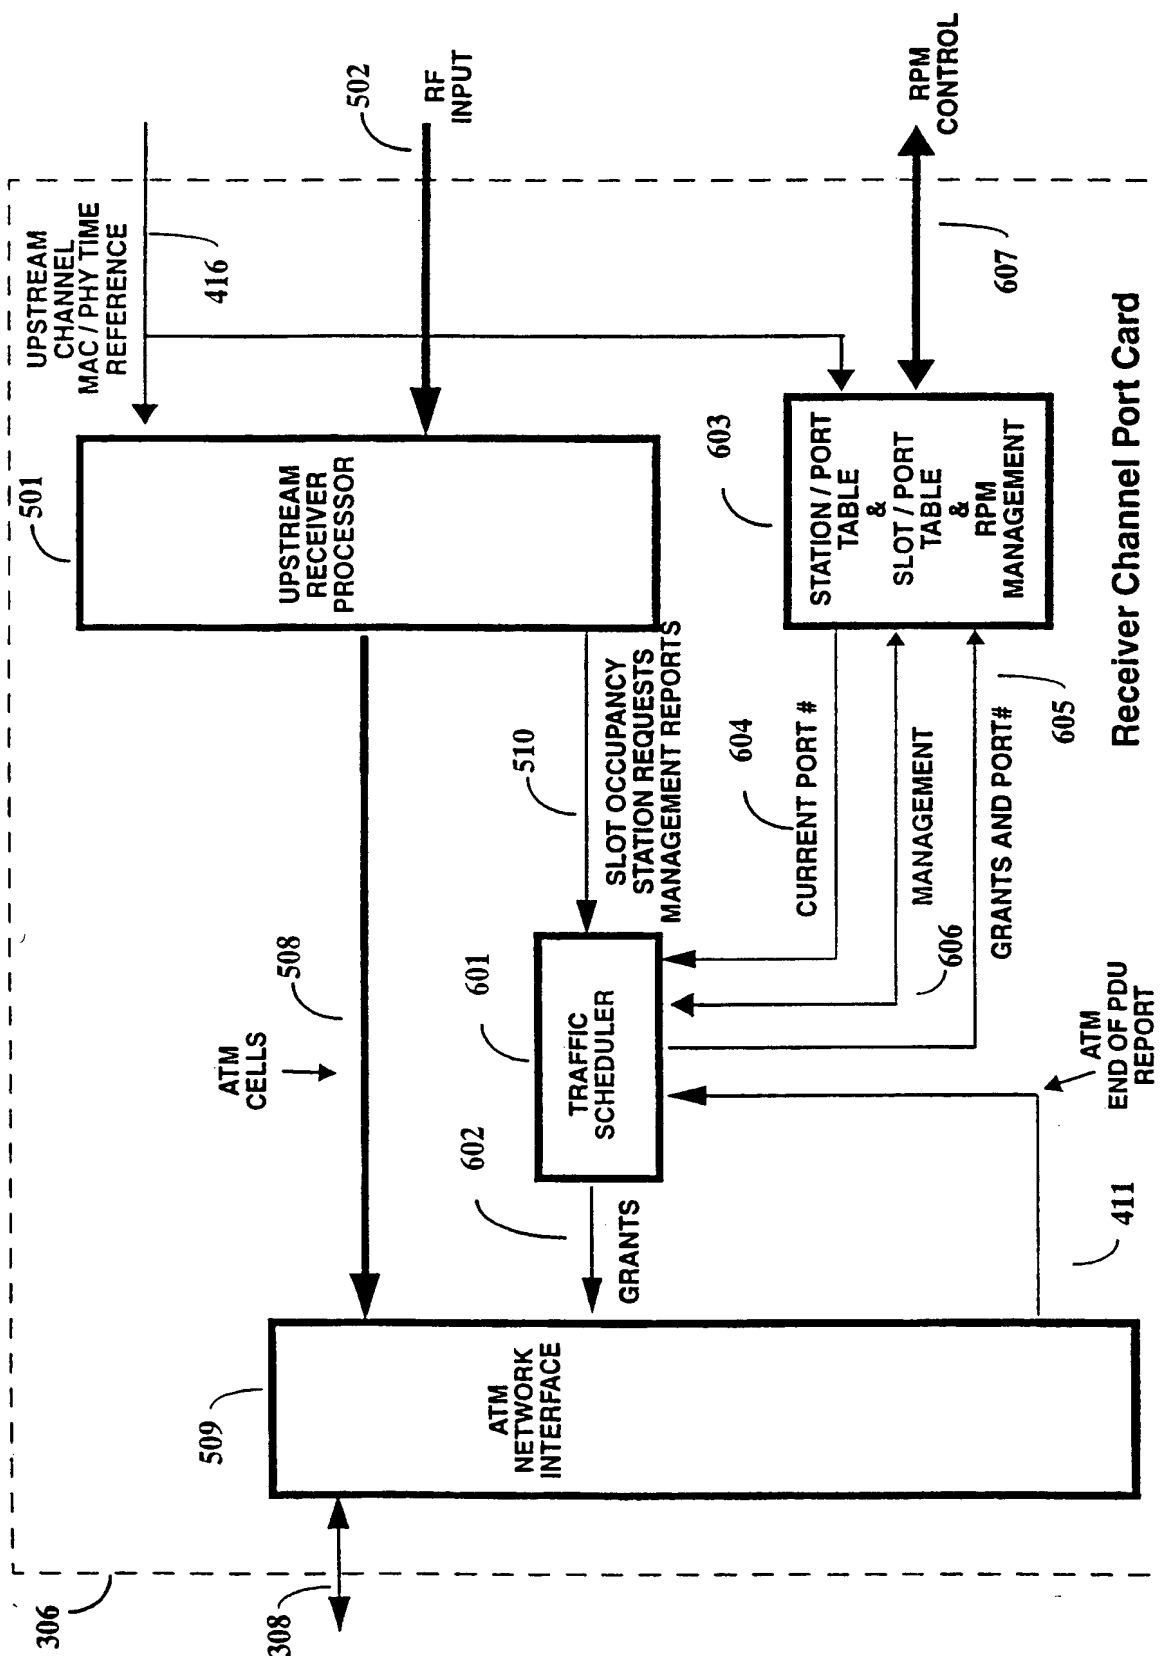 306
308
509
ATM
NETWORK
INTERFACE
ATM
CELLS
508
602
GRANTS
601
TRAFFIC
SCHEDULER
411
ATM
END OF PDU
REPORT
510
SLOT OCCUPANCY
STATION REQUESTS
MANAGEMENT REPORTS
604
CURRENT PORT #
MANAGEMENT
606
GRANTS AND PORT#
605
501
UPSTREAM
RECEIVER
PROCESSOR
603
STATION / PORT
TABLE
&
SLOT / PORT
TABLE
&
RPM
MANAGEMENT
UPSTREAM
CHANNEL
MAC / PHY TIME
REFERENCE
416
502
RF
INPUT
607
RPM
CONTROL
Receiver Channel Port Card